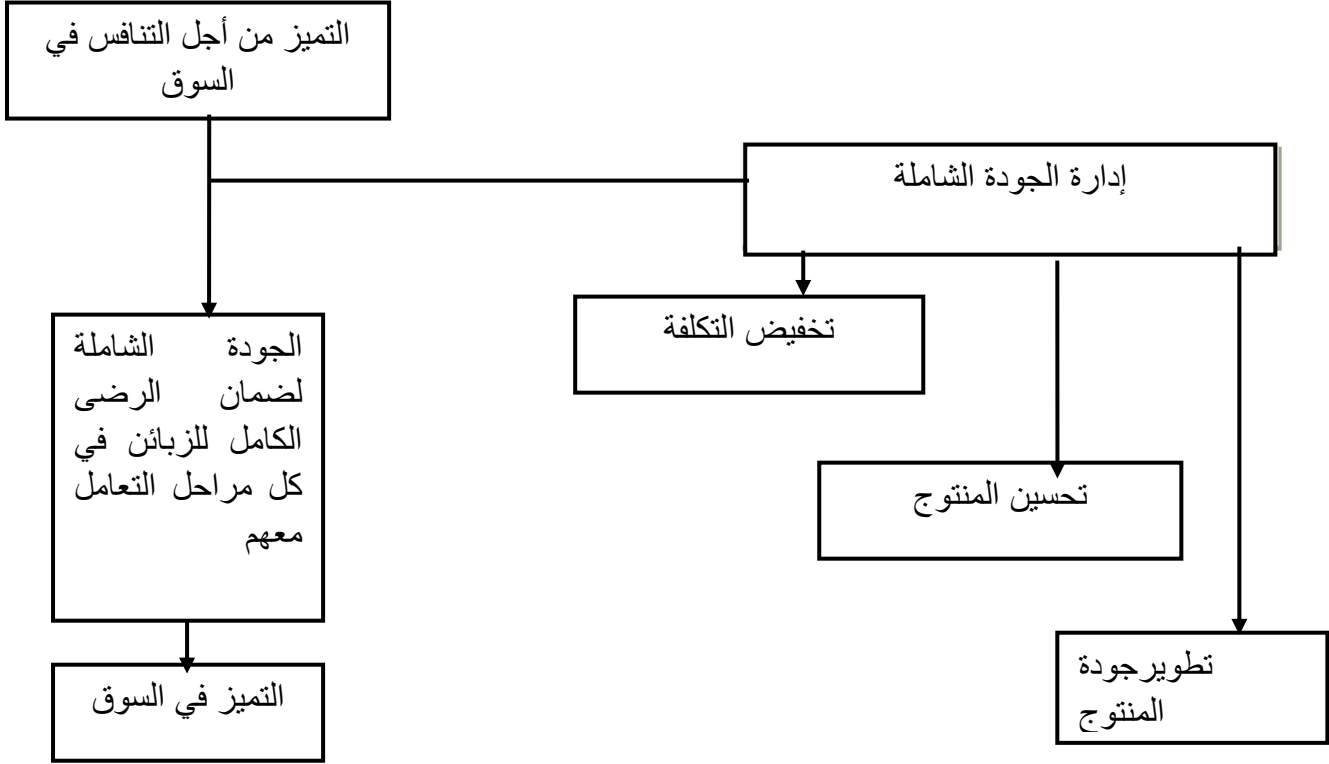 التميز من أجل التنافس في
السوق
إدارة الجودة الشاملة
تخفيض التكلفة
الجودة الشاملة
لضمان الرضى
الكامل للزبائن في
كل مراحل التعامل
معهم
تحسين المنتوج
تطويرجودة
المنتوج
التميز في السوق